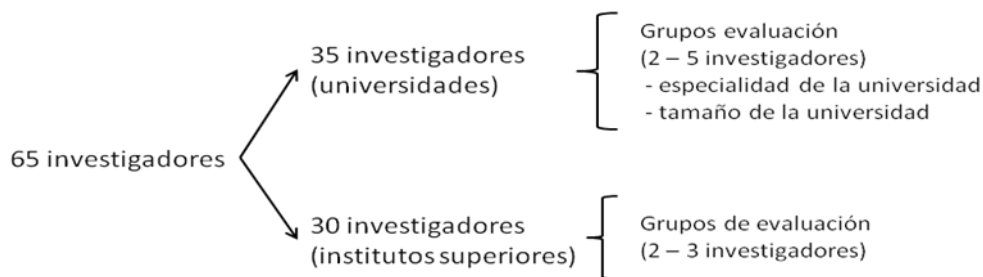 65 investigadores
35 investigadores
(universidades)
Grupos evaluación
(2 – 5 investigadores)
- especialidad de la universidad
- tamaño de la universidad
30 investigadores
(institutos superiores)
Grupos de evaluación
(2 – 3 investigadores)